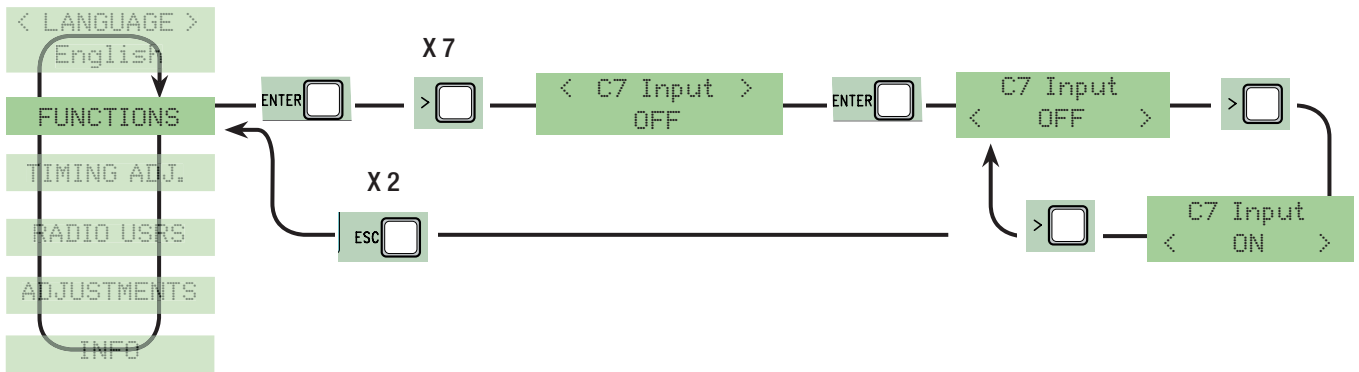 < LANGUAGE >
English
FUNCTIONS
TIMING ADJ.
RADIO USRS
ADJUSTMENTS
INFO
ENTER
X 7
>
< C7 Input >
OFF
ENTER
C7 Input
< OFF >
>
C7 Input
< ON >
>
X 2
ESC